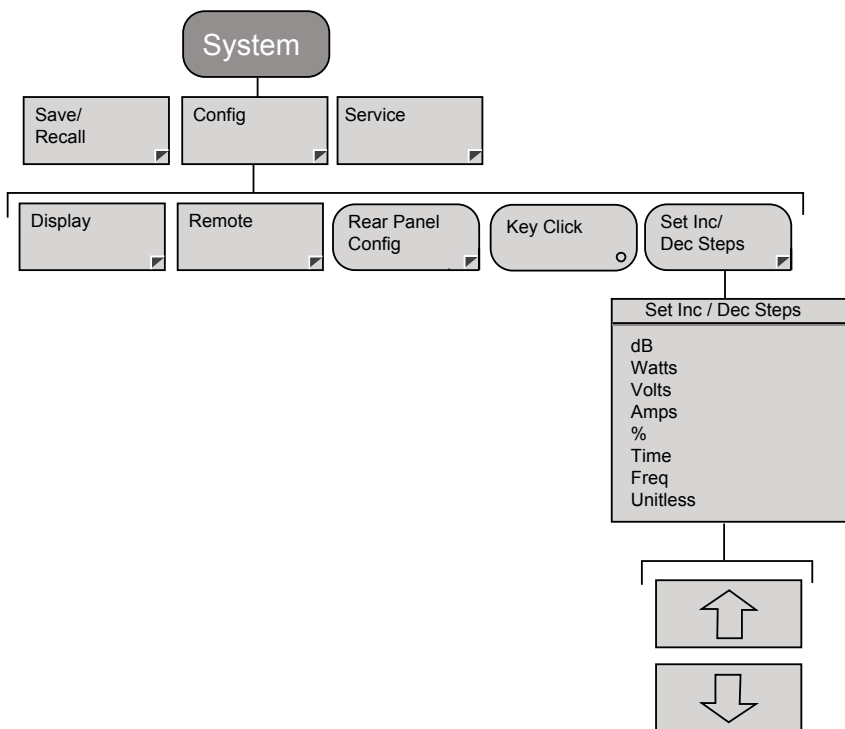 System
Save/
Recall
Config
Service
Display
Remote
Rear Panel
Config
Key Click
Set Inc/
Dec Steps
Set Inc / Dec Steps
dB
Watts
Volts
Amps
%
Time
Freq
Unitless